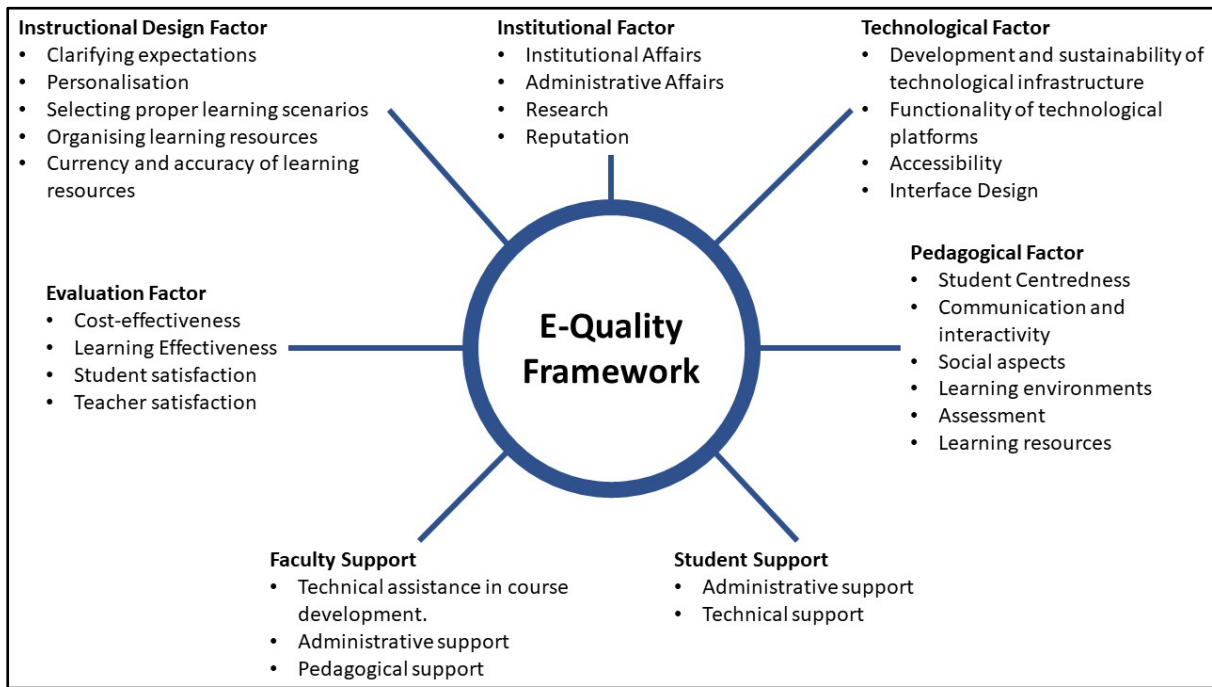 Instructional Design Factor
• Clarifying expectations
• Personalisation
• Selecting proper learning scenarios
• Organising learning resources
• Currency and accuracy of learning
resources
Institutional Factor
• Institutional Affairs
• Administrative Affairs
• Research
• Reputation
Technological Factor
• Development and sustainability of
technological infrastructure
• Functionality of technological
platforms
• Accessibility
• Interface Design
Evaluation Factor
• Cost-effectiveness
• Learning Effectiveness
• Student satisfaction
• Teacher satisfaction
E-Quality
Framework
Pedagogical Factor
• Student Centredness
• Communication and
interactivity
• Social aspects
• Learning environments
• Assessment
• Learning resources
Faculty Support
• Technical assistance in course
development.
• Administrative support
• Pedagogical support
Student Support
• Administrative support
• Technical support